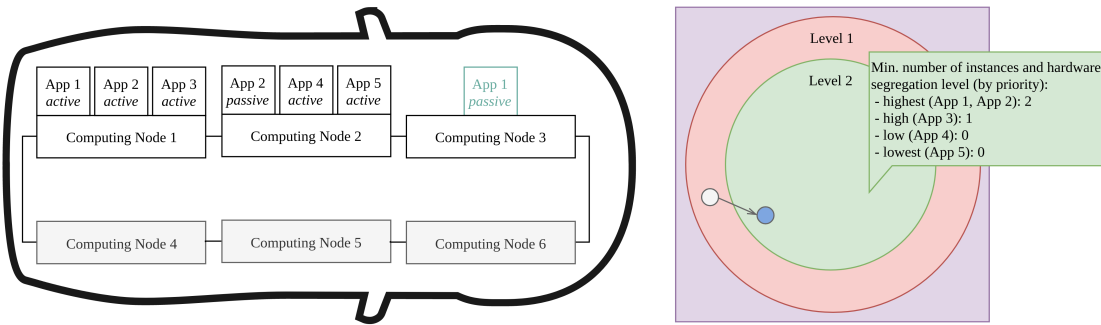 App 1
active
App 2
active
App 3
active
App 2
passive
App 4
active
App 5
active
App 1
passive
Computing Node 1
Computing Node 2
Computing Node 3
Computing Node 4
Computing Node 5
Computing Node 6
Level 1
Level 2
Min. number of instances and hardware
segregation level (by priority):
- highest (App 1, App 2): 2
- high (App 3): 1
- low (App 4): 0
- lowest (App 5): 0